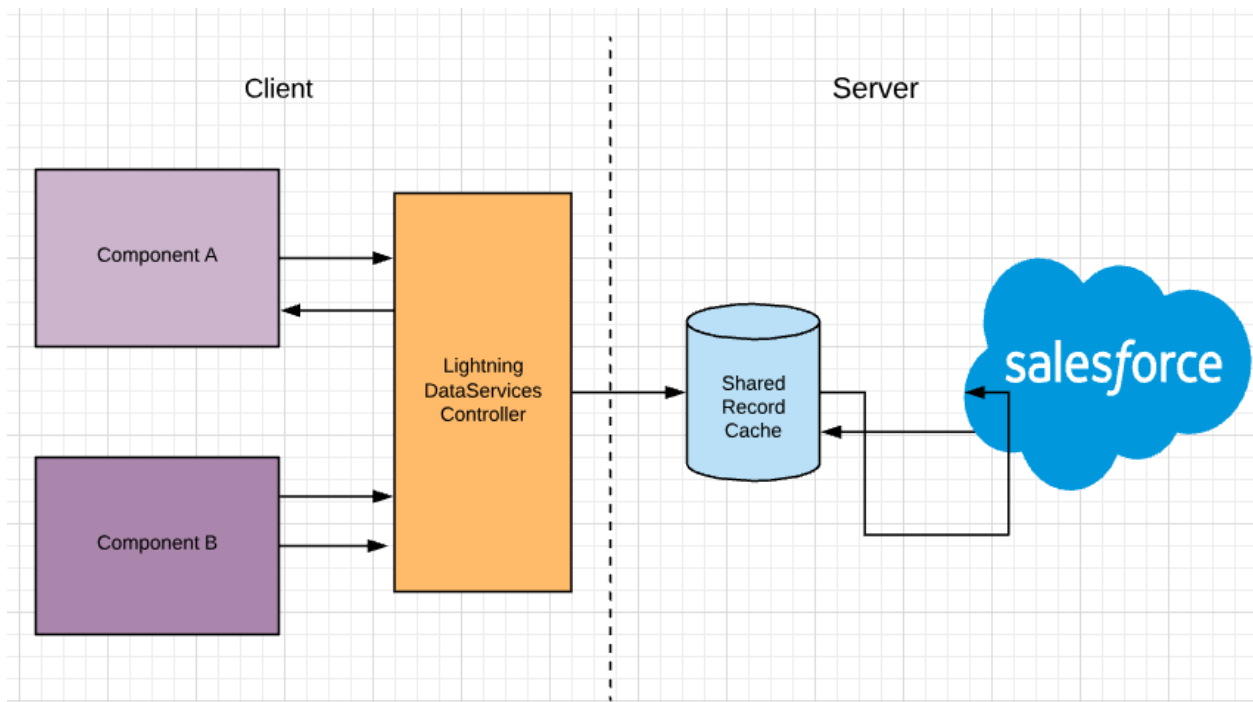 Client
Server
Component A
Lightning
DataServices
Controller
Shared
Record
Cache
salesforce
Component B